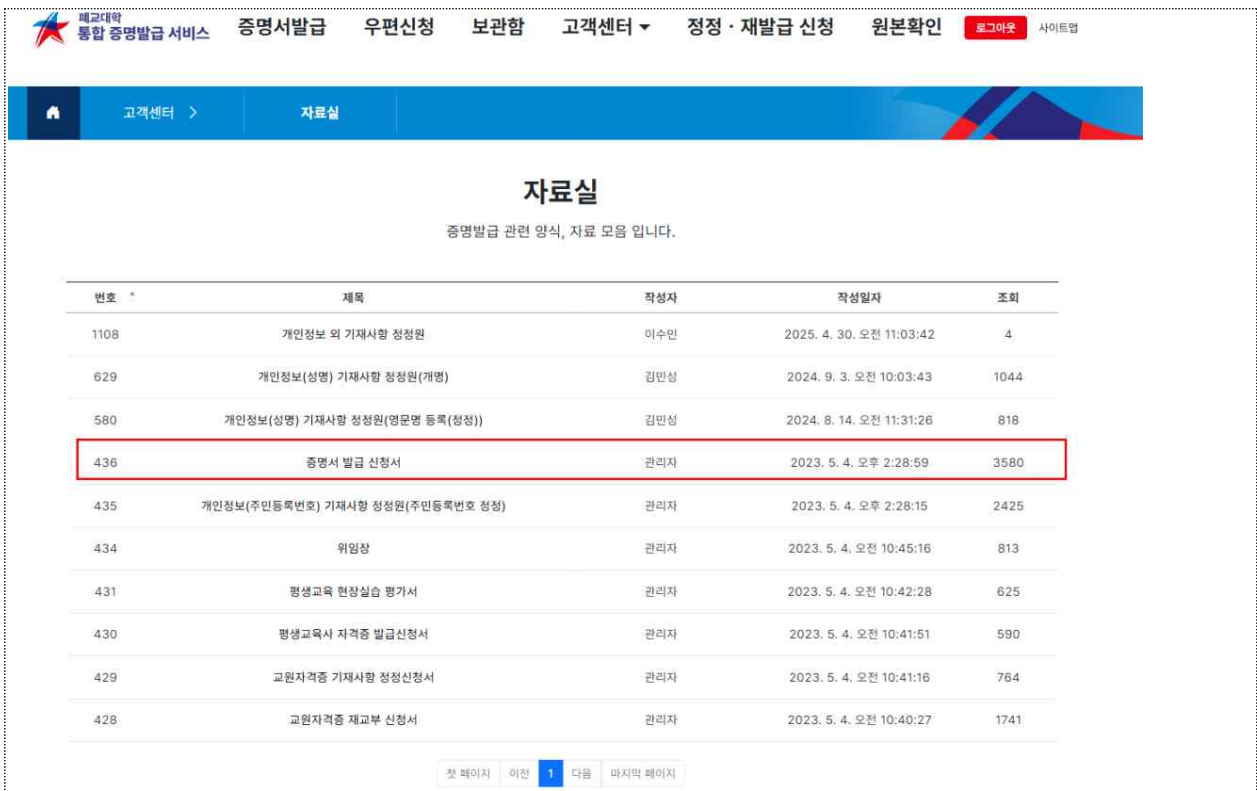 폐교대학
통합 증명발급 서비스
증명서발급 우편신청 보관함 고객센터 정정 · 재발급 신청 원본확인 로그아웃 사이트맵
고객센터 > 자료실
자료실
증명발급 관련 양식, 자료 모음 입니다.
번호 제목 작성자 작성일자 조회
1108 개인정보 외 기재사항 정정원 이수민 2025. 4. 30. 오전 11:03:42 4
629 개인정보(성명) 기재사항 정정원(개명) 김민성 2024. 9. 3. 오전 10:03:43 1044
580 개인정보(성명) 기재사항 정정원(영문명 등록(정정)) 김민성 2024. 8. 14. 오전 11:31:26 818
436 증명서 발급 신청서 관리자 2023. 5. 4. 오후 2:28:59 3580
435 개인정보(주민등록번호) 기재사항 정정원(주민등록번호 정정) 관리자 2023. 5. 4. 오후 2:28:15 2425
434 위임장 관리자 2023. 5. 4. 오전 10:45:16 813
431 평생교육 현장실습 평가서 관리자 2023. 5. 4. 오전 10:42:28 625
430 평생교육사 자격증 발급신청서 관리자 2023. 5. 4. 오전 10:41:51 590
429 교원자격증 기재사항 정정신청서 관리자 2023. 5. 4. 오전 10:41:16 764
428 교원자격증 재교부 신청서 관리자 2023. 5. 4. 오전 10:40:27 1741
첫 페이지 이전 1 다음 마지막 페이지